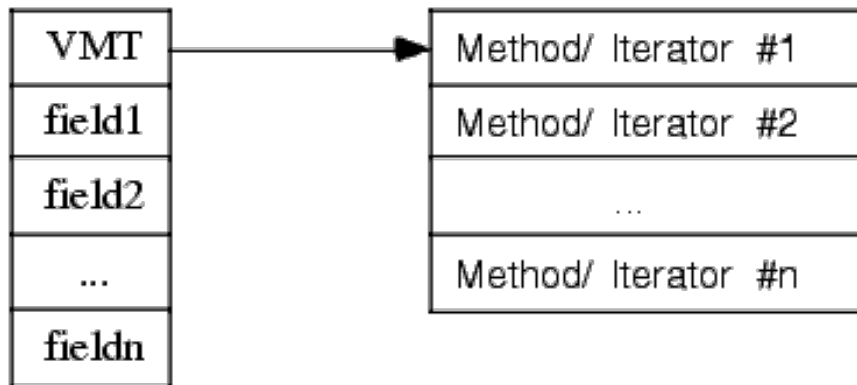 VMT
field1
field2
...
fieldn
Method/ Iterator #1
Method/ Iterator #2
...
Method/ Iterator #n